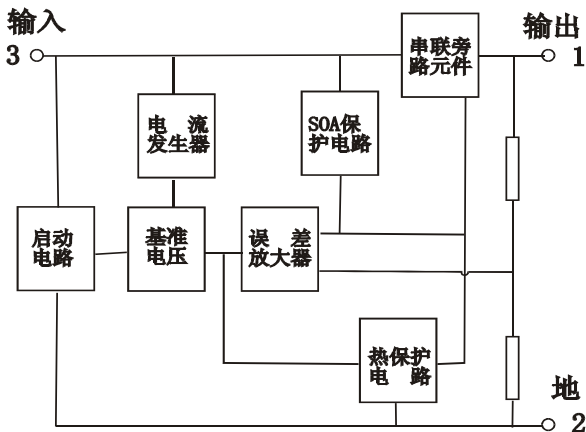 输入
3
输出
1
串联旁
路元件
电 流
发生器
SOA保
护电路
启动
电路
基准
电压
误 差
放大器
热保护
电 路
地
2